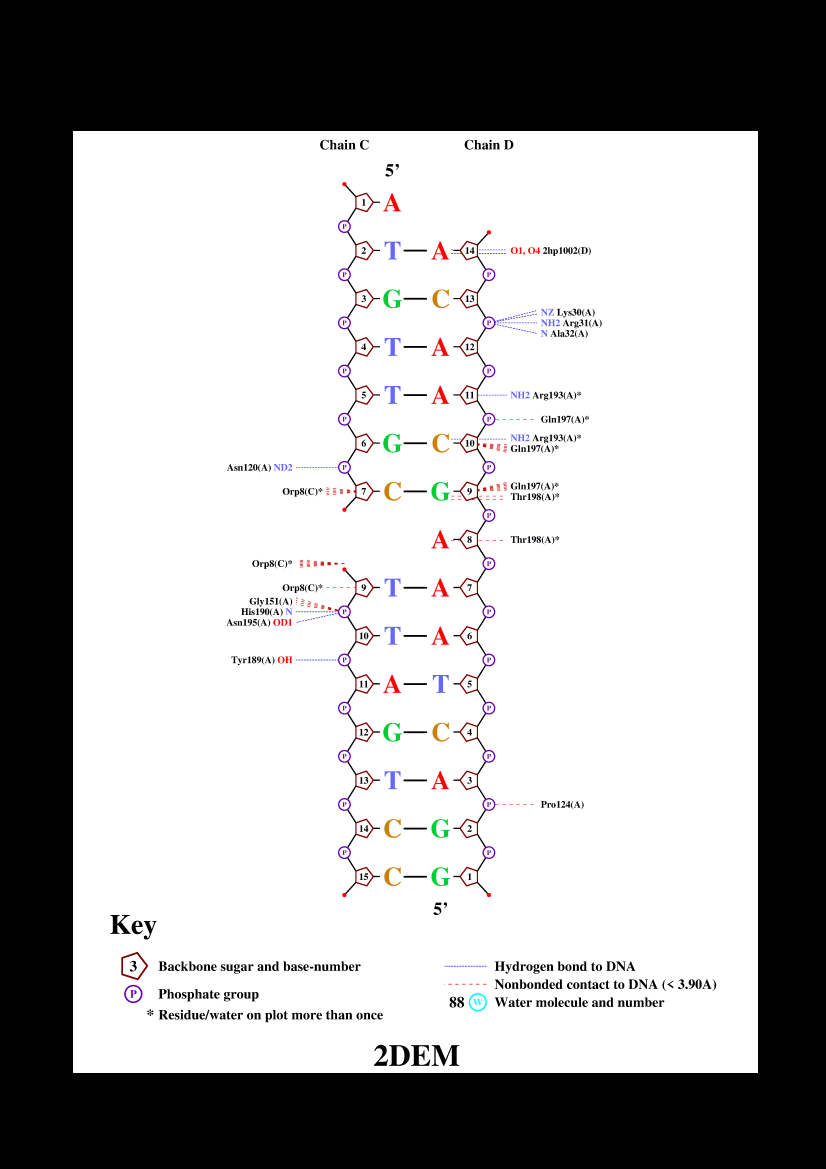 Chain C Chain D
5’
1 A
P
2 T A 14 O1, O4 2hp1002(D)
P P
3 G C 13
NZ Lys30(A)
P P NH2 Arg31(A)
N Ala32(A)
4 T A 12
P P
5 T A 11 NH2 Arg193(A)*
P P Gln197(A)*
6 G C 10 NH2 Arg193(A)*
Gln197(A)*
Asn120(A) ND2 P P
Gln197(A)*
Orp8(C)* 7 C G 9 Thr198(A)*
P
A 8 Thr198(A)*
Orp8(C)* P
Orp8(C)* 9 T A 7
Gly151(A)
His190(A) N P P
Asn195(A) OD1
10 T A 6
Tyr189(A) OH P P
11 A T 5
P P
12 G C 4
P P
13 T A 3
P P Pro124(A)
14 C G 2
P P
15 C G 1
5’
Key
3 Backbone sugar and base-number
P Phosphate group
* Residue/water on plot more than once
Hydrogen bond to DNA
Nonbonded contact to DNA (< 3.90A)
88 W Water molecule and number
2DEM